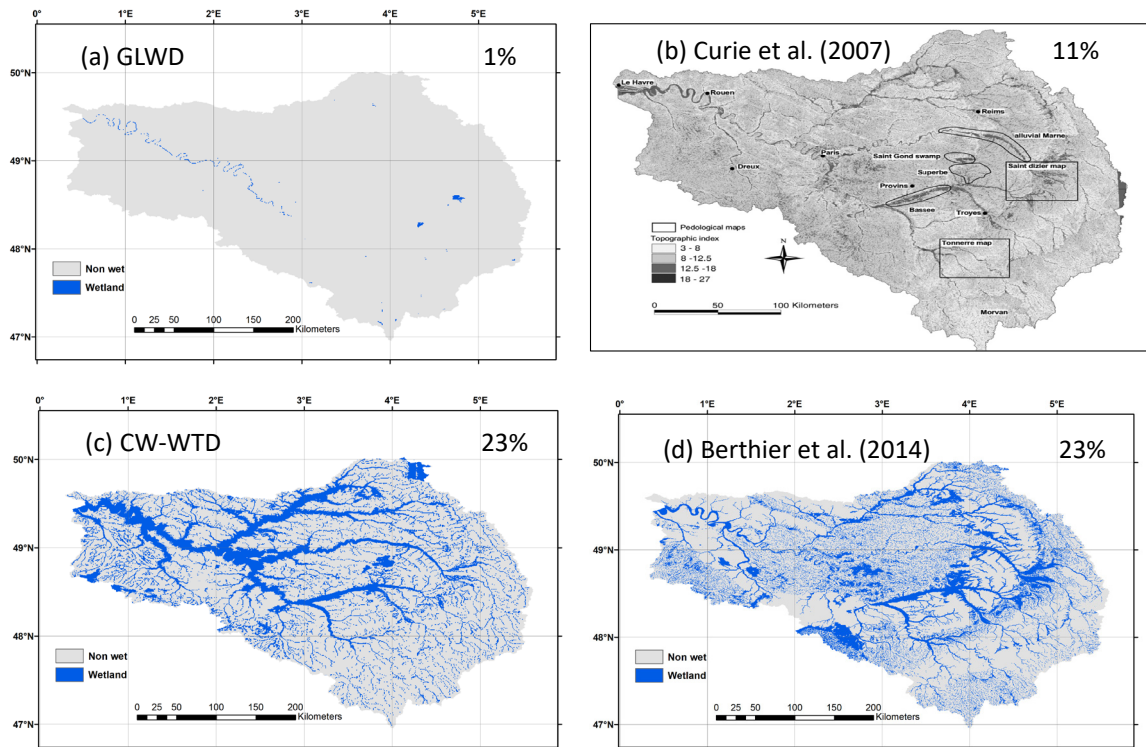 0° 1°E 2°E 3°E 4°E 5°E
(a) GLWD 1%
50°N
49°N
48°N
47°N
Non wet
Wetland
0 25 50 100 150 200
Kilometers
(b) Curie et al. (2007) 11%
Le Havre
Rouen
Reims
alluvial Marne
Paris
Saint Gond swamp
Saint dizier map
Dreux
Superbe
Provins
Bassee
Troyes
Pedological maps
Topographic index
3 - 8
8 -12.5
12.5 -18
18 - 27
N
Tonnerre map
0 50 100 Kilometers
Morvan
0° 1°E 2°E 3°E 4°E 5°E
(c) CW-WTD 23%
50°N
49°N
48°N
47°N
Non wet
Wetland
0 25 50 100 150 200
Kilometers
0° 1°E 2°E 3°E 4°E 5°E
(d) Berthier et al. (2014) 23%
50°N
49°N
48°N
47°N
Non wet
Wetland
0 25 50 100 150 200
Kilometers